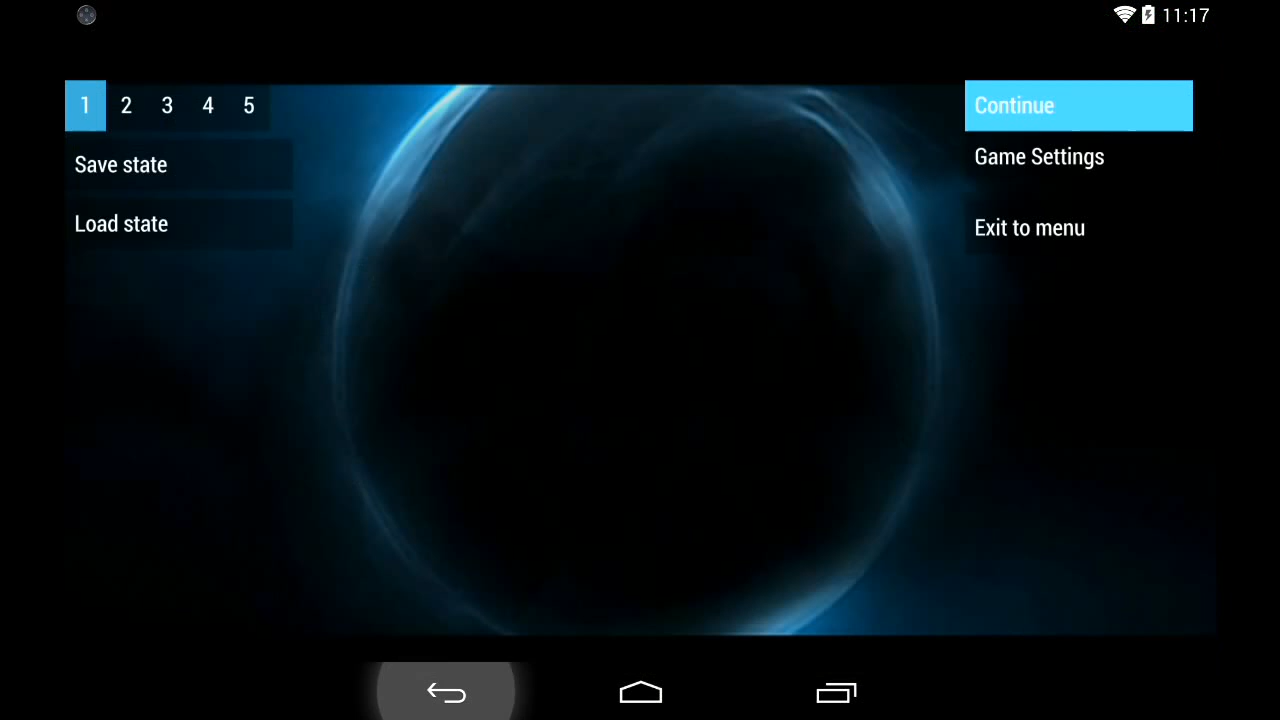 11:17
1 2 3 4 5
Save state
Load state
Continue
Game Settings
Exit to menu